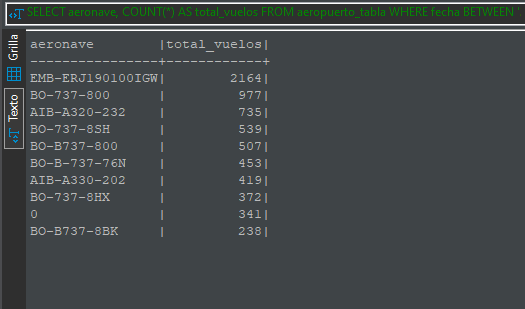 SELECT aeronave, COUNT(*) AS total_vuelos FROM aeropuerto_tabla WHERE fecha BETWEEN '
Grilla
Texto
aeronave        |total_vuelos|
----------------+------------+
EMB-ERJ190100IGW|        2164|
BO-737-800      |         977|
AIB-A320-232    |         735|
BO-737-8SH      |         539|
BO-B737-800     |         507|
BO-B-737-76N    |         453|
AIB-A330-202    |         419|
BO-737-8HX      |         372|
0               |         341|
BO-B737-8BK     |         238|